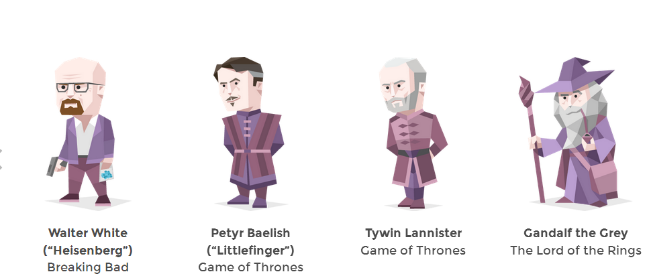 Walter White
(“Heisenberg”)
Breaking Bad
Petyr Baelish
(“Littlefinger”)
Game of Thrones
Tywin Lannister
Game of Thrones
Gandalf the Grey
The Lord of the Rings